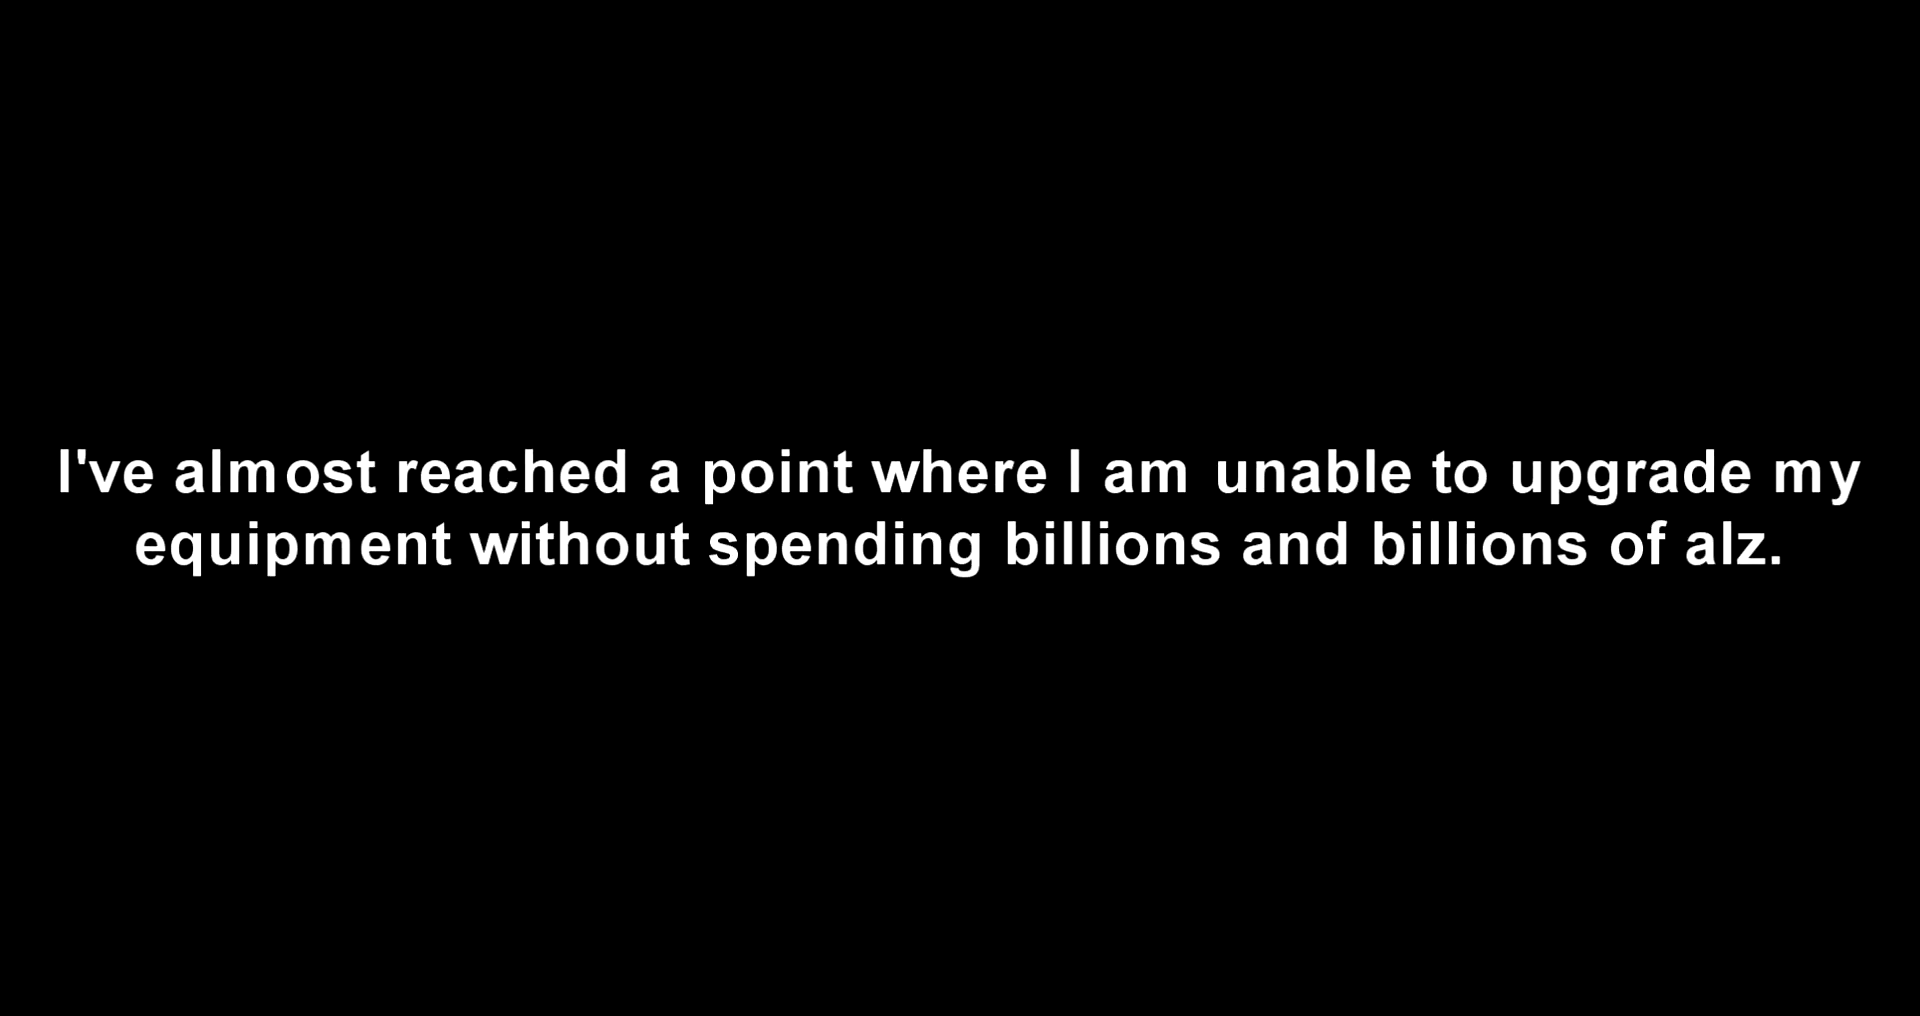 I've almost reached a point where I am unable to upgrade my
equipment without spending billions and billions of alz.